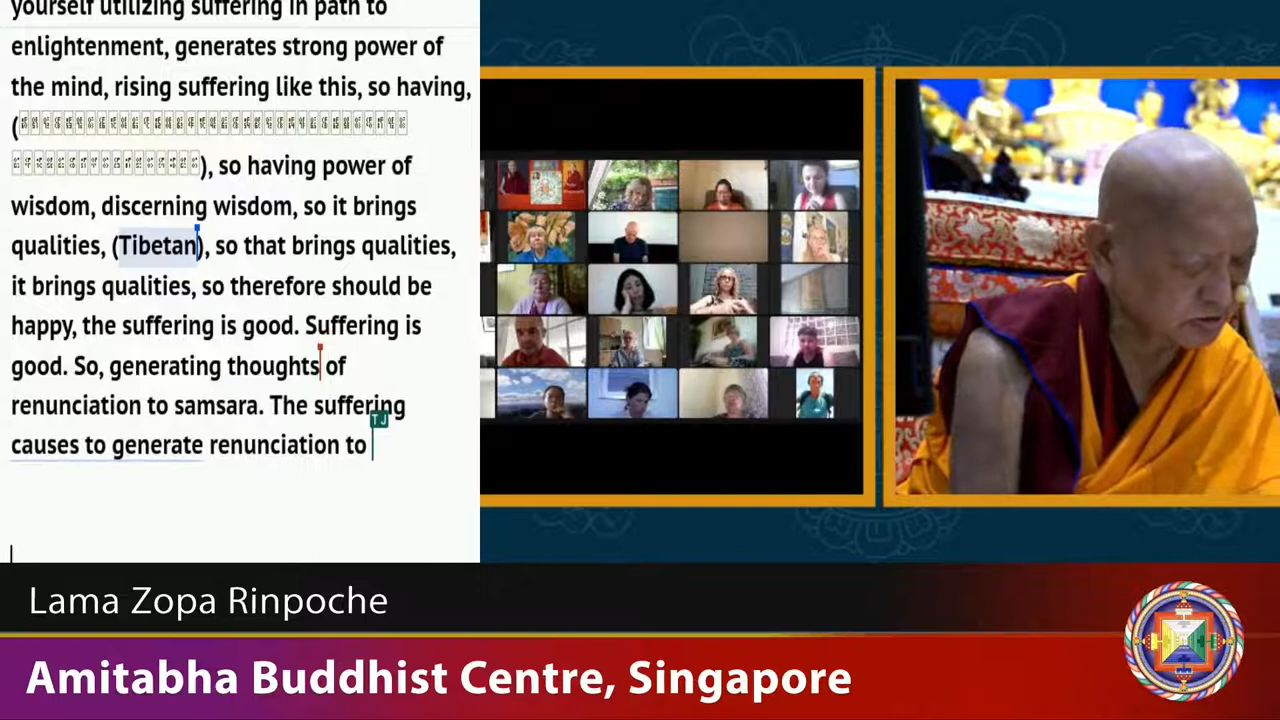 yourself utilizing suffering in path to
enlightenment, generates strong power of
the mind, rising suffering like this, so having,
(
), so having power of
wisdom, discerning wisdom, so it brings
qualities, (Tibetan), so that brings qualities,
it brings qualities, so therefore should be
happy, the suffering is good. Suffering is
good. So, generating thoughts of
renunciation to samsara. The suffering
causes to generate renunciation to
TJ
Lama Zopa Rinpoche
Amitabha Buddhist Centre, Singapore